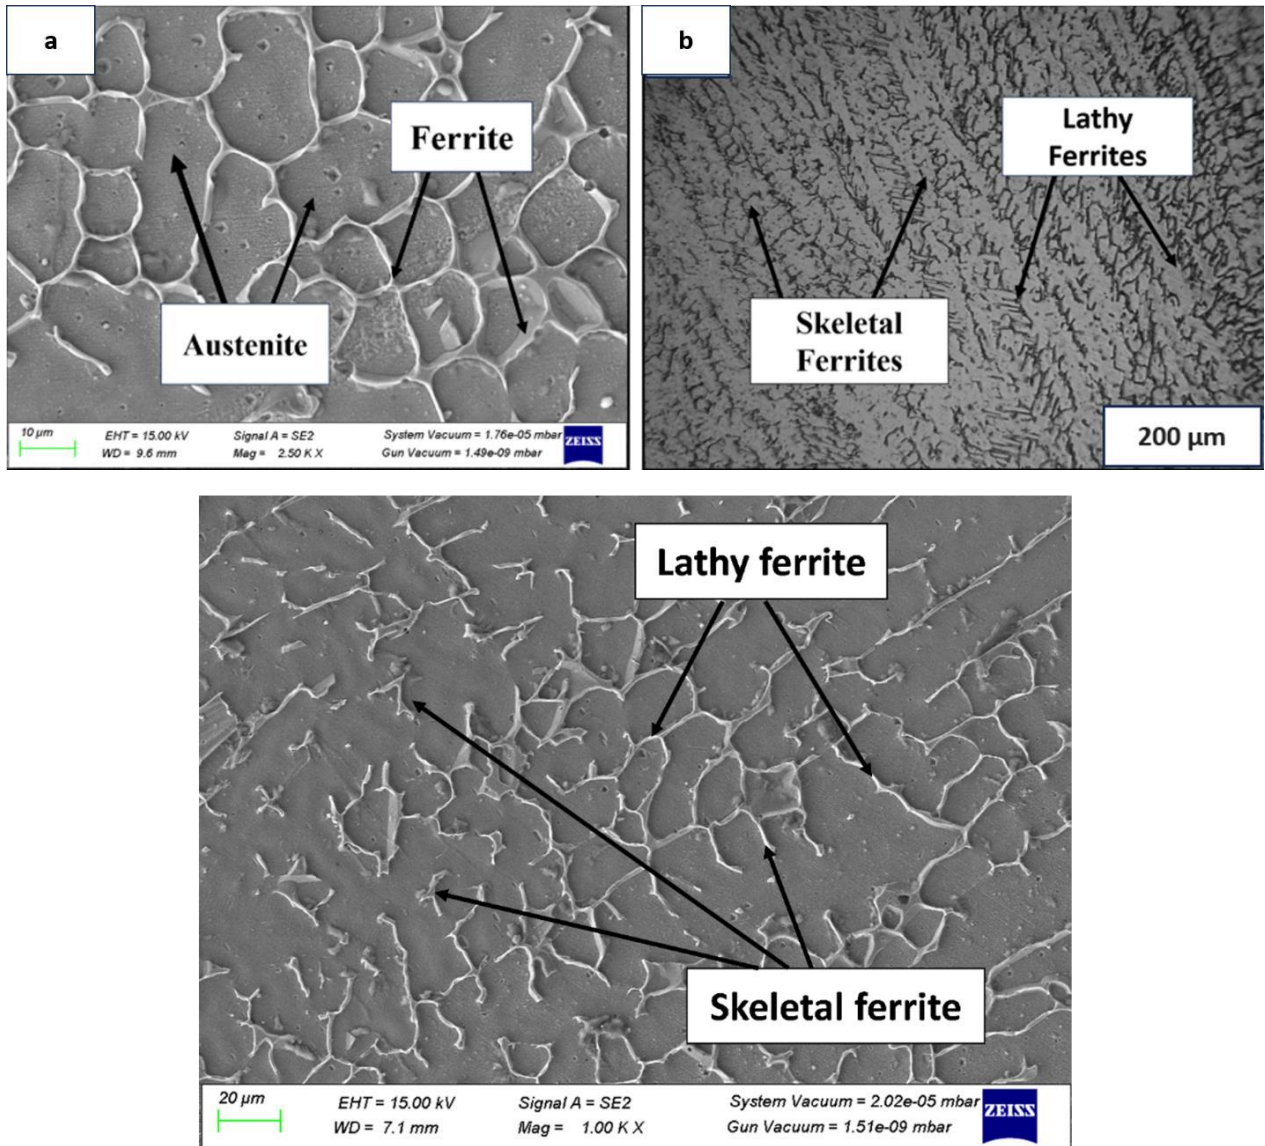 a
b
Ferrite
Lathy
Ferrites
Austenite
Skeletal
Ferrites
10 µm
EHT = 15.00 kV
Signal A = SE2
System Vacuum = 1.76e-05 mbar
WD = 9.6 mm
Mag = 2.50 K X
Gun Vacuum = 1.49e-09 mbar
ZEISS
200 µm
Lathy ferrite
Skeletal ferrite
20 µm
EHT = 15.00 kV
Signal A = SE2
System Vacuum = 2.02e-05 mbar
WD = 7.1 mm
Mag = 1.00 K X
Gun Vacuum = 1.51e-09 mbar
ZEISS